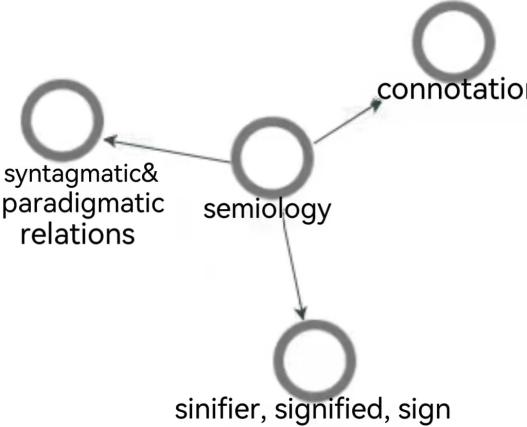 connotatio
syntagmatic&
paradigmatic
relations
semiology
sinifier, signified, sign